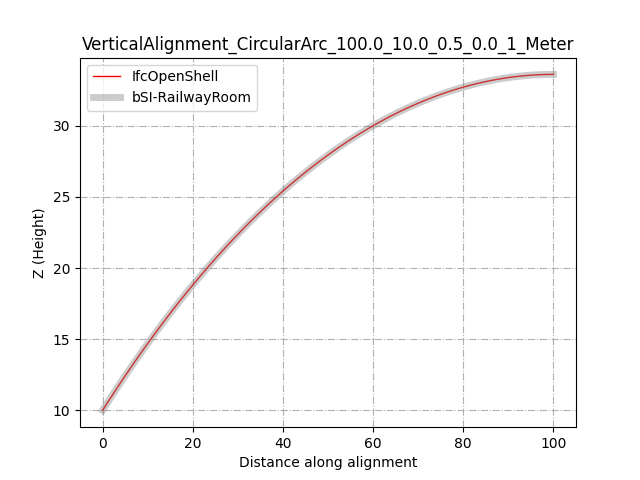 VerticalAlignment_CircularArc_100.0_10.0_0.5_0.0_1_Meter
IfcOpenShell
bSI-RailwayRoom
Z (Height)
30
25
20
15
10
0 20 40 60 80 100
Distance along alignment